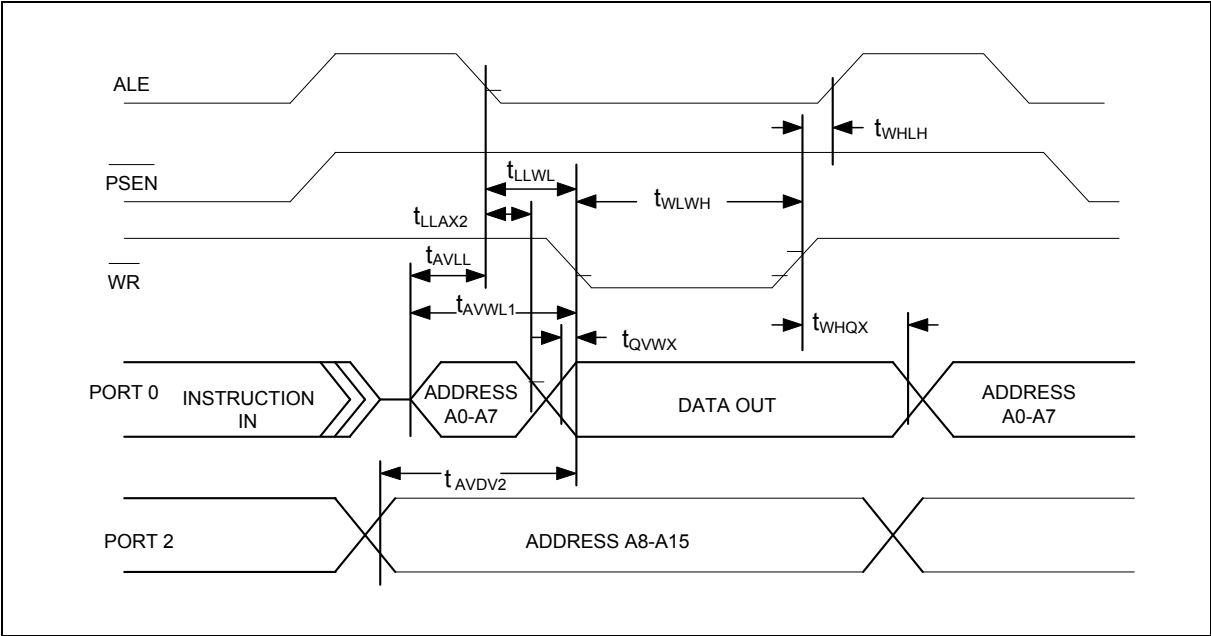 ALE
tWHLH
PSEN
tLLWL
tWLWH
tLLAX2
WR
tAVLL
tAVWL1
tWHQX
tQVWX
PORT 0
INSTRUCTION
IN
ADDRESS
A0-A7
DATA OUT
ADDRESS
A0-A7
tAVDV2
PORT 2
ADDRESS A8-A15